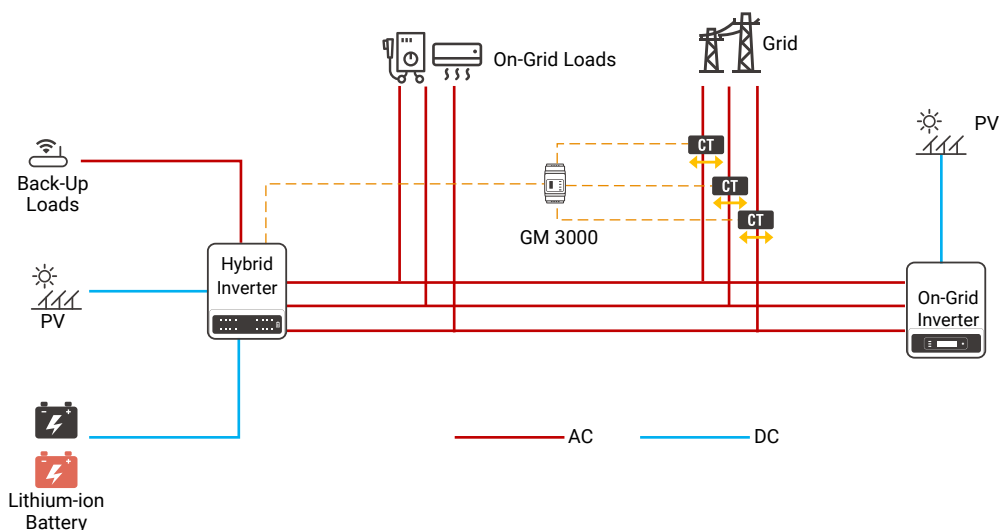 On-Grid Loads
Grid
PV
CT
CT
CT
Back-Up
Loads
GM 3000
Hybrid
Inverter
PV
On-Grid
Inverter
AC
DC
Lithium-ion
Battery